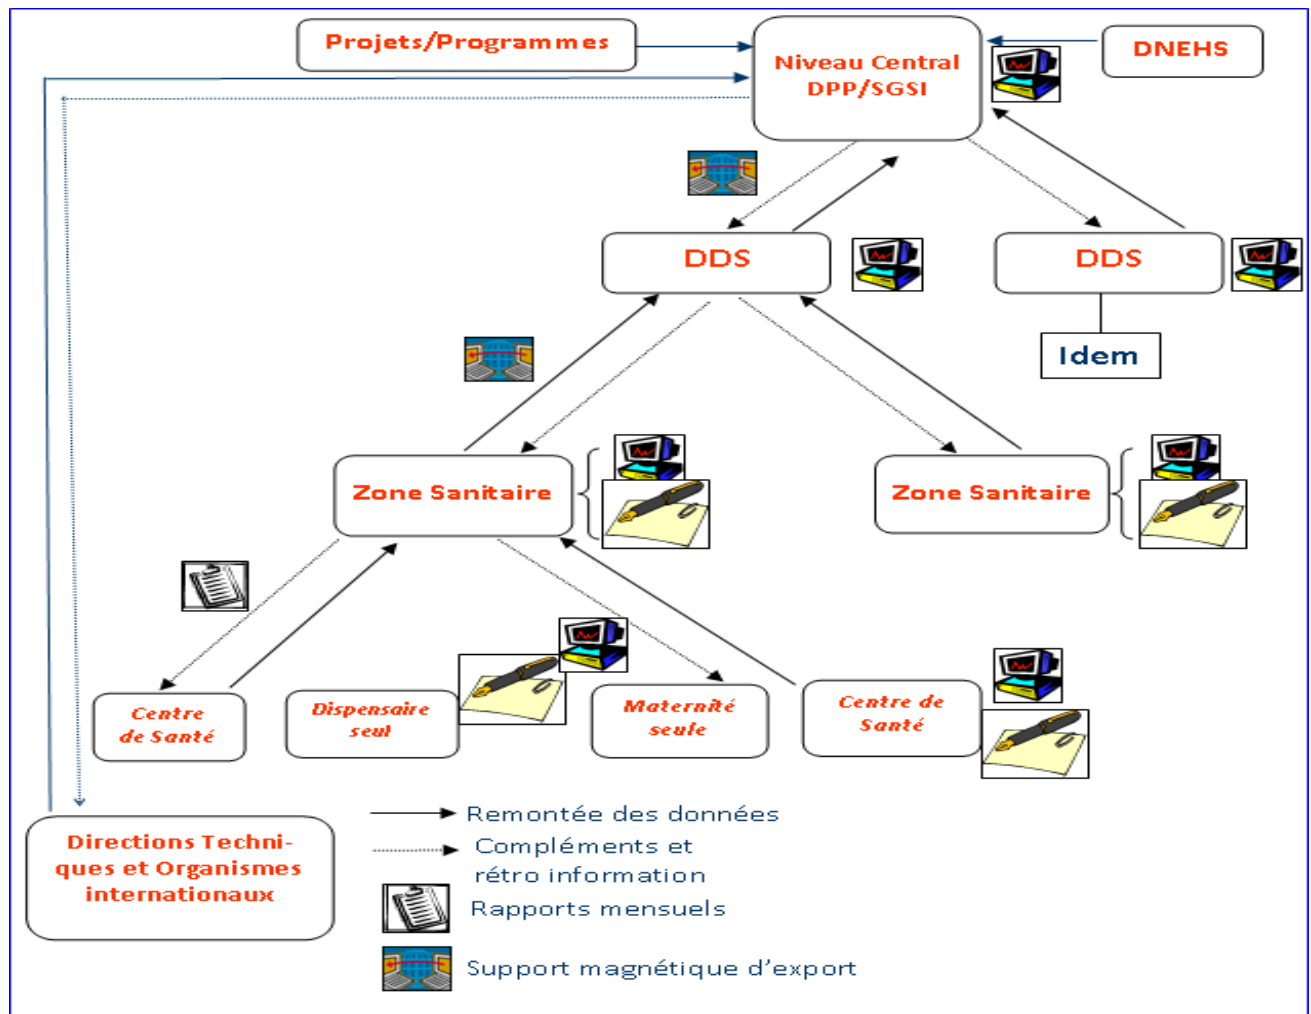 Projets/Programmes
Niveau Central
DPP/SGSI
DNEHS
DDS
DDS
Idem
Zone Sanitaire
Zone Sanitaire
Centre
de Santé
Dispensaire
seul
Maternité
seule
Centre de
Santé
Directions Techni-
ques et Organismes
internationaux
Remontée des données
Compléments et
rétro information
Rapports mensuels
Support magnétique d’export